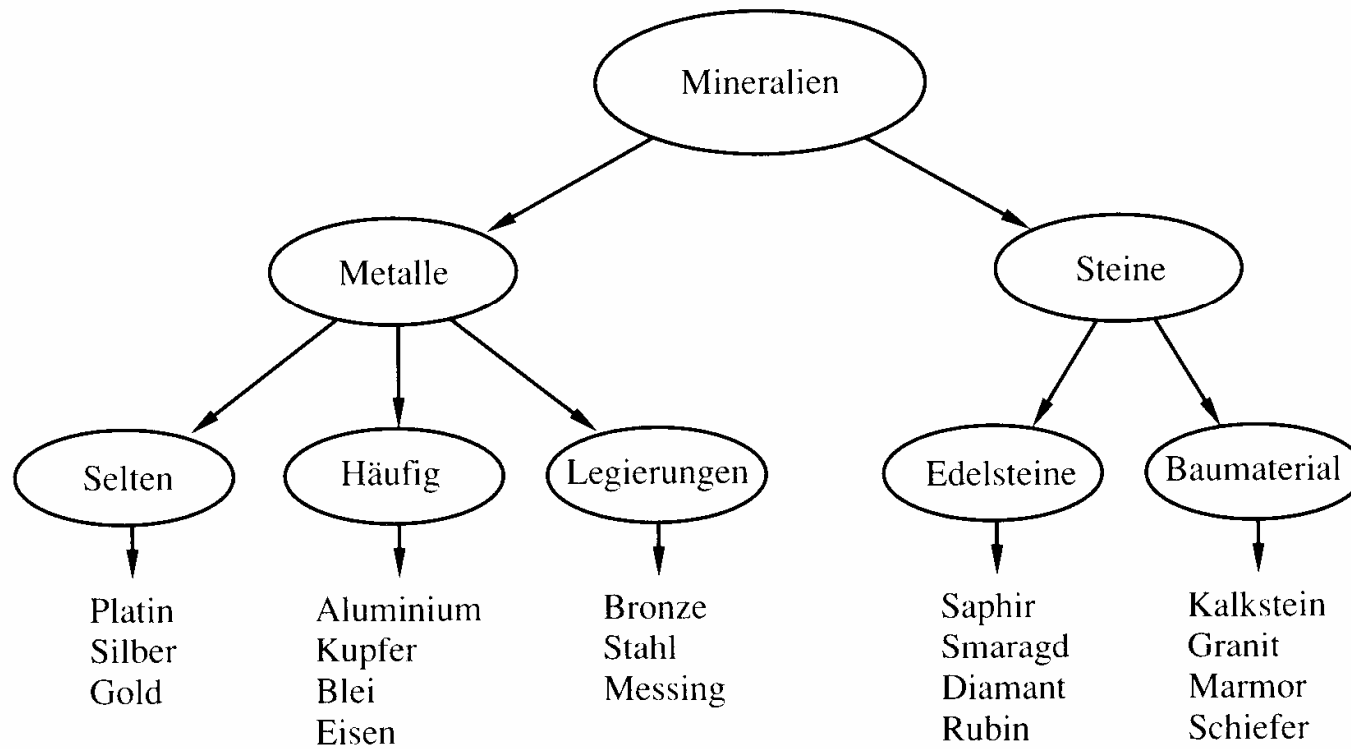 Mineralien
Metalle
Steine
Selten
Häufig
Legierungen
Edelsteine
Baumaterial
Platin
Silber
Gold
Aluminium
Kupfer
Blei
Eisen
Bronze
Stahl
Messing
Saphir
Smaragd
Diamant
Rubin
Kalkstein
Granit
Marmor
Schiefer